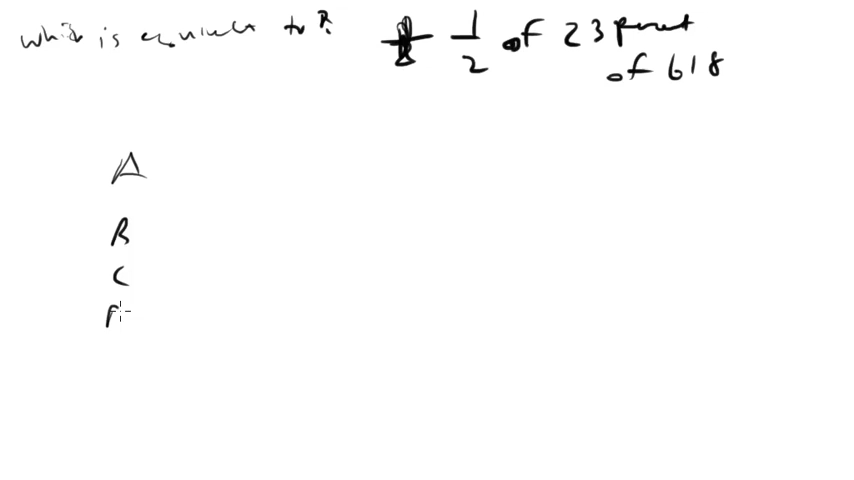 which is equivalent to 1/2 of 23 percent
of 618
A
B
C